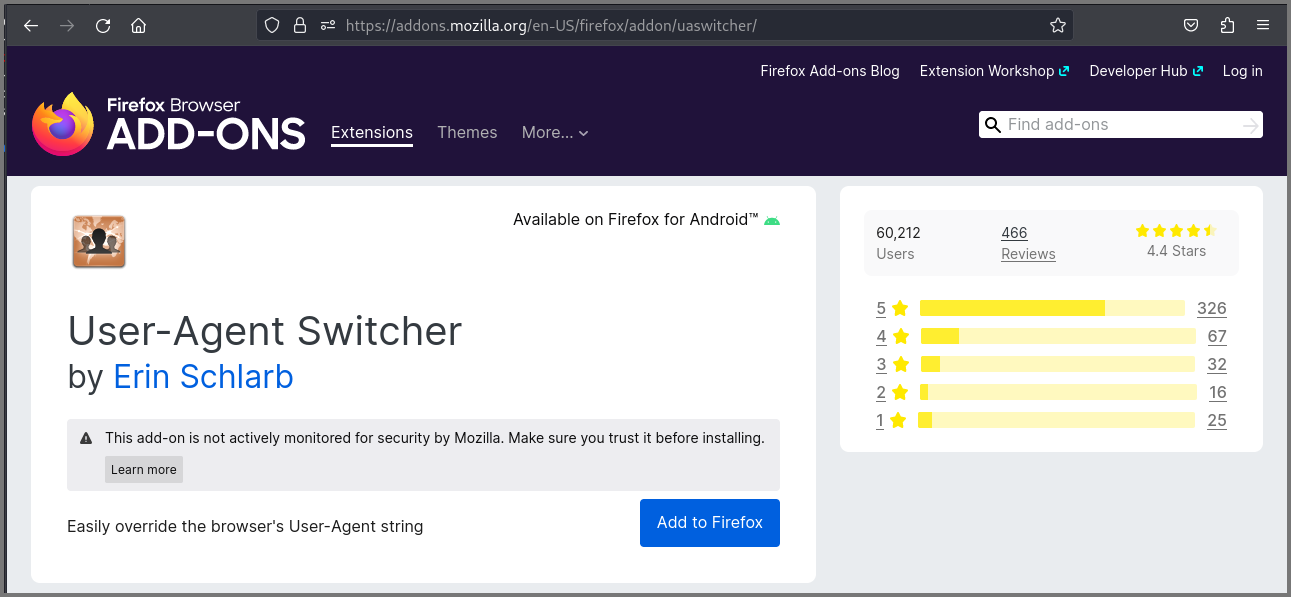 https://addons.mozilla.org/en-US/firefox/addon/uaswitcher/
Firefox Add-ons Blog Extension Workshop Developer Hub Log in
Firefox Browser
ADD-ONS
Extensions Themes More...
Find add-ons
Available on Firefox for Android™
User-Agent Switcher
by Erin Schlarb
This add-on is not actively monitored for security by Mozilla. Make sure you trust it before installing.
Learn more
Easily override the browser's User-Agent string
Add to Firefox
60,212 466
Users Reviews 4.4 Stars
5 326
4 67
3 32
2 16
1 25